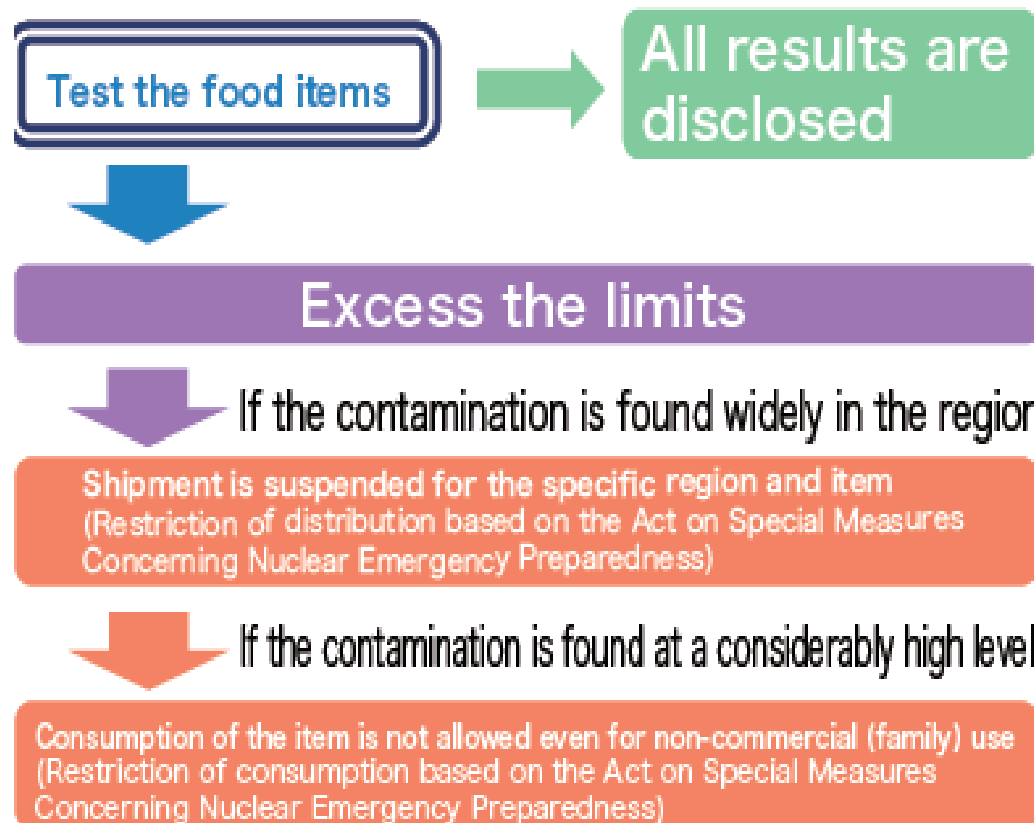 Test the food items
All results are
disclosed
Excess the limits
If the contamination is found widely in the region
Shipment is suspended for the specific region and item
(Restriction of distribution based on the Act on Special Measures
Concerning Nuclear Emergency Preparedness)
If the contamination is found at a considerably high level
Consumption of the item is not allowed even for non-commercial (family) use
(Restriction of consumption based on the Act on Special Measures
Concerning Nuclear Emergency Preparedness)